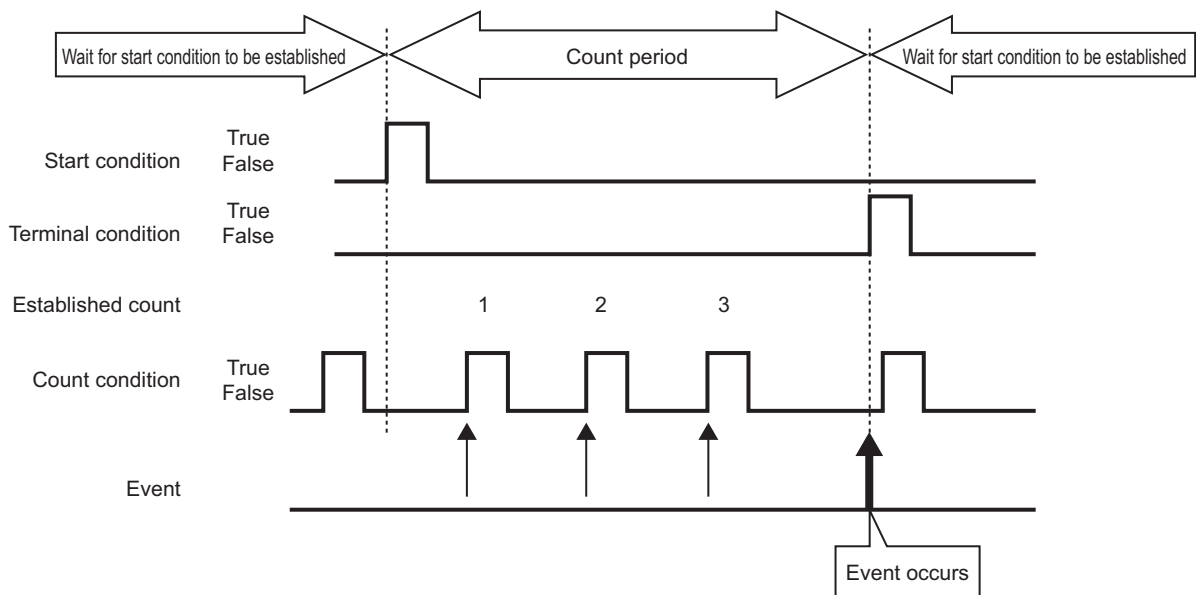 Wait for start condition to be established
Count period
Wait for start condition to be established
Start condition
True
False
Terminal condition
True
False
Established count
1 2 3
Count condition
True
False
Event
Event occurs